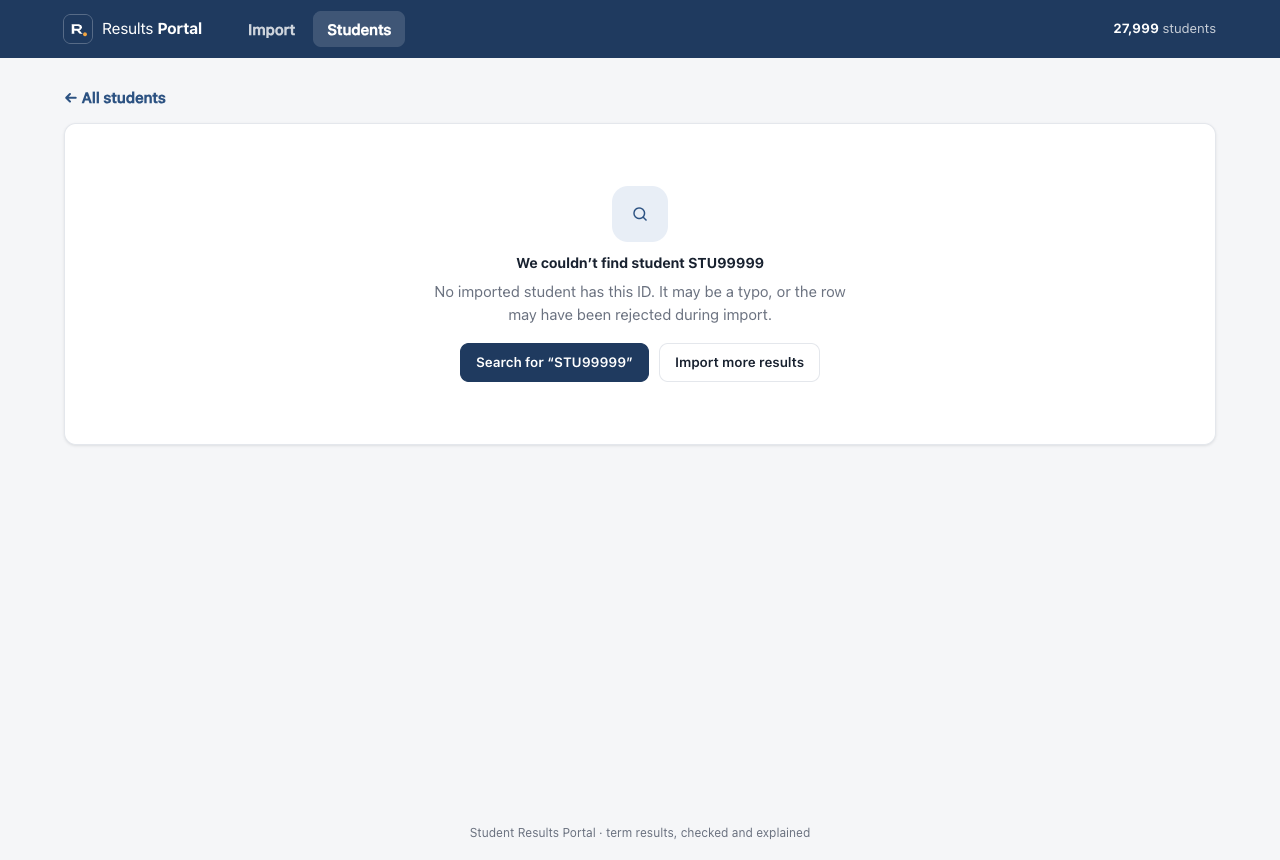 R.
Results Portal
Import
Students
27,999 students
← All students
We couldn’t find student STU99999
No imported student has this ID. It may be a typo, or the row
may have been rejected during import.
Search for “STU99999”
Import more results
Student Results Portal · term results, checked and explained